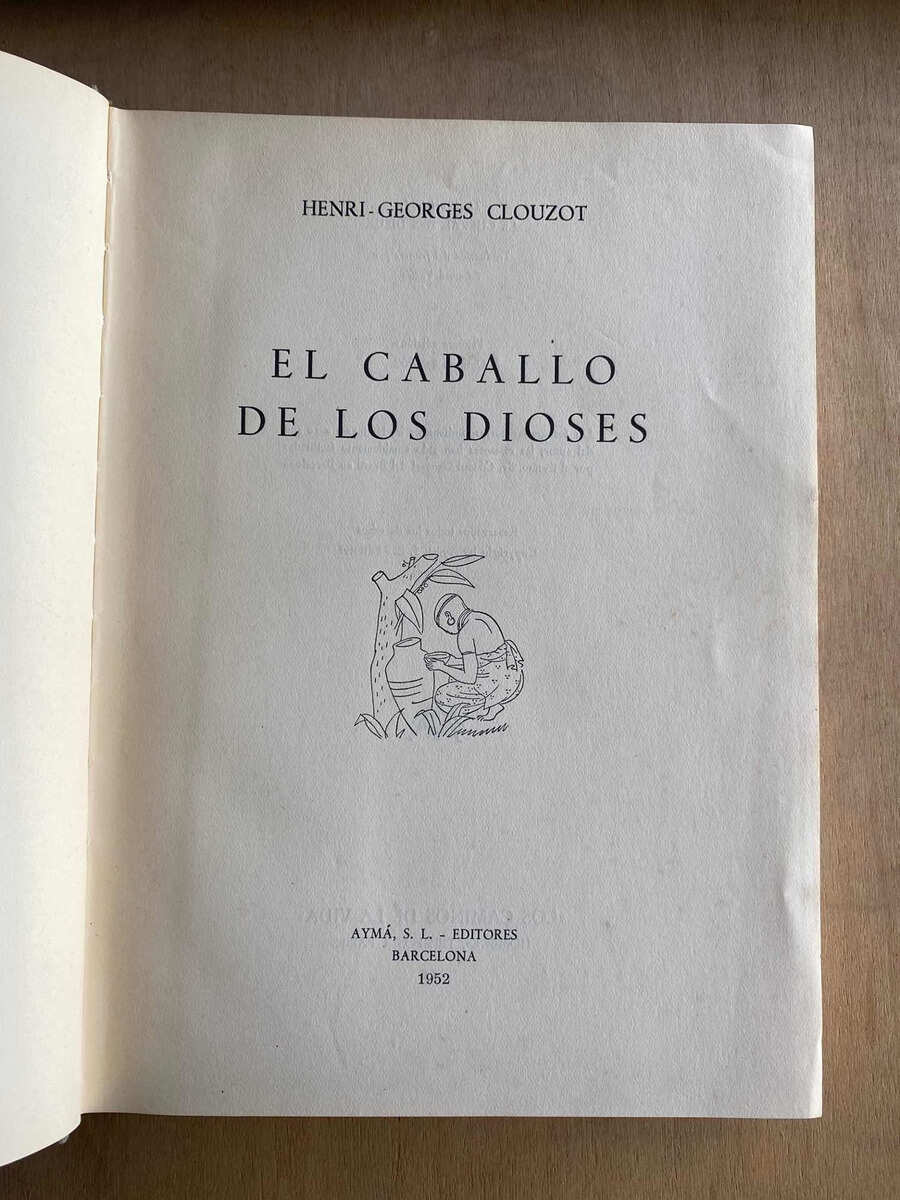 HENRI-GEORGES CLOUZOT
EL CABALLO
DE LOS DIOSES
AYMÁ, S. L. - EDITORES
BARCELONA
1952